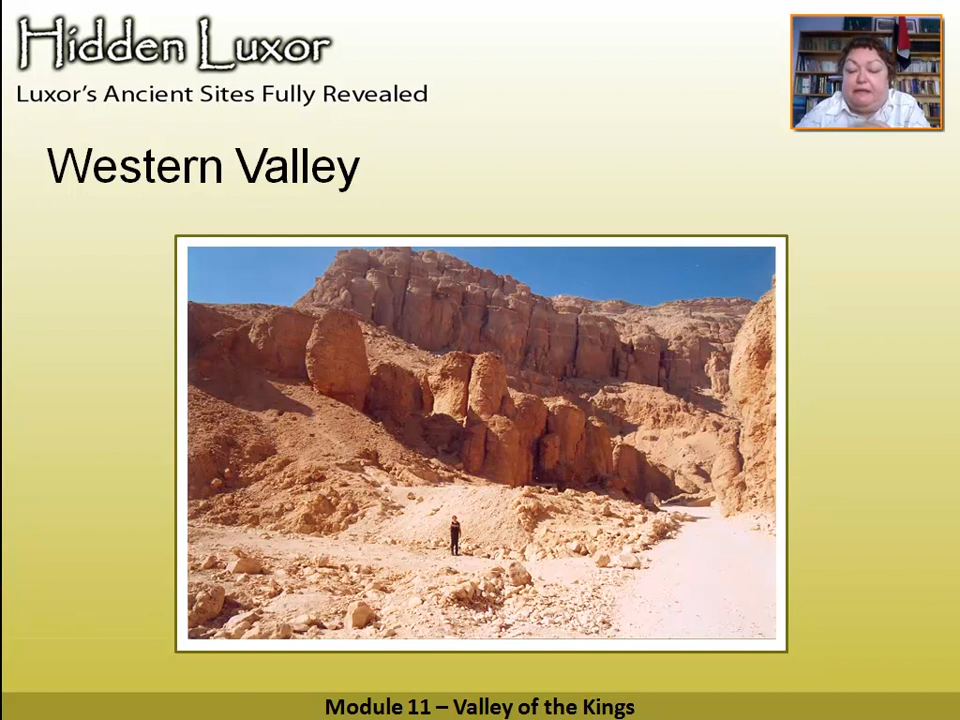 Hidden Luxor
Luxor's Ancient Sites Fully Revealed
Western Valley
Module 11 – Valley of the Kings